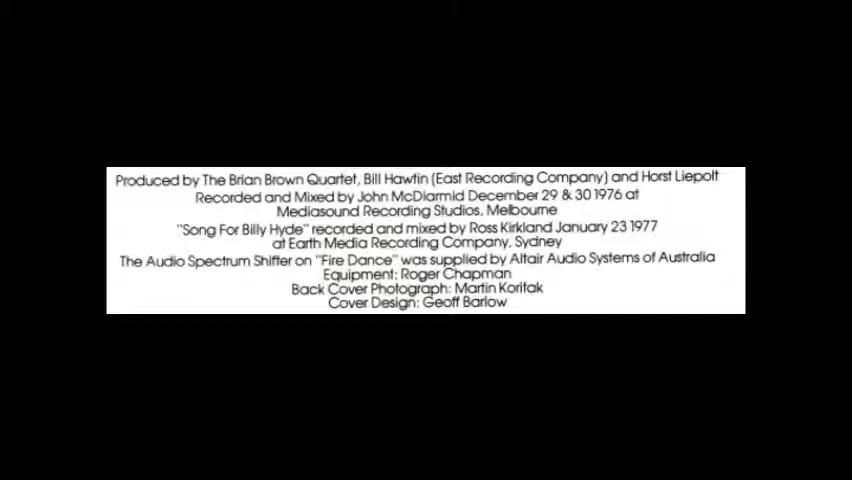 Produced by The Brian Brown Quartet, Bill Hawtin (East Recording Company) and Horst Liepolt
Recorded and Mixed by John McDiarmid December 29 & 30 1976 at
Mediasound Recording Studios, Melbourne
"Song For Billy Hyde" recorded and mixed by Ross Kirkland January 23 1977
at Earth Media Recording Company, Sydney
The Audio Spectrum Shifter on "Fire Dance" was supplied by Altair Audio Systems of Australia
Equipment: Roger Chapman
Back Cover Photograph: Martin Koritak
Cover Design: Geoff Barlow